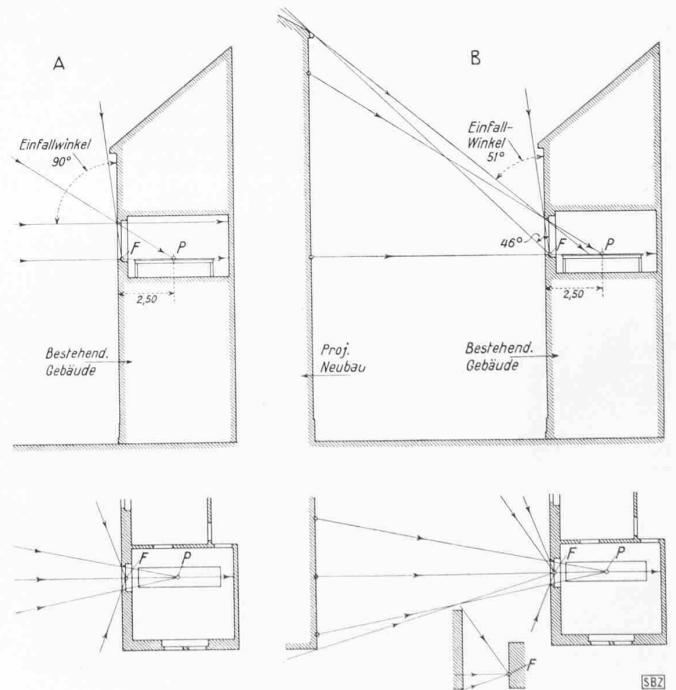 A
Einfallwinkel
90°
F
P
2,50
Bestehend.
Gebäude
B
Einfall-
Winkel
51°
46°
F
P
2,50
Proj.
Neubau
Bestehend.
Gebäude
F
P
F
P
F
SBZ